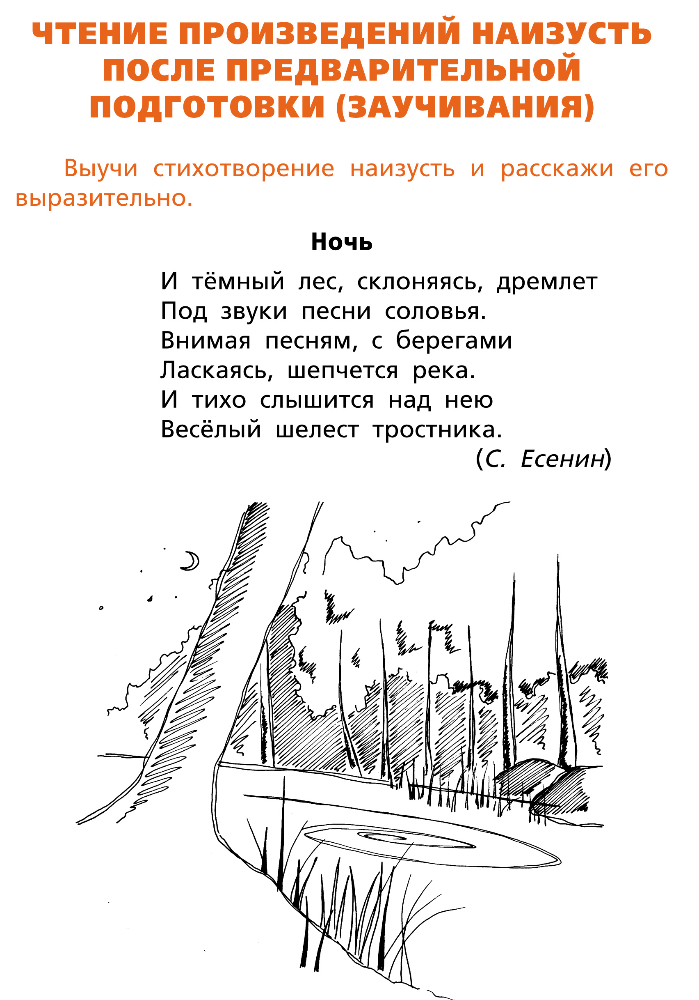 ЧТЕНИЕ ПРОИЗВЕДЕНИЙ НАИЗУСТЬ
ПОСЛЕ ПРЕДВАРИТЕЛЬНОЙ
ПОДГОТОВКИ (ЗАУЧИВАНИЯ)
Выучи стихотворение наизусть и расскажи его
выразительно.
Ночь
И тёмный лес, склоняясь, дремлет
Под звуки песни соловья.
Внимая песням, с берегами
Ласкаясь, шепчется река.
И тихо слышится над нею
Весёлый шелест тростника.
(С. Есенин)